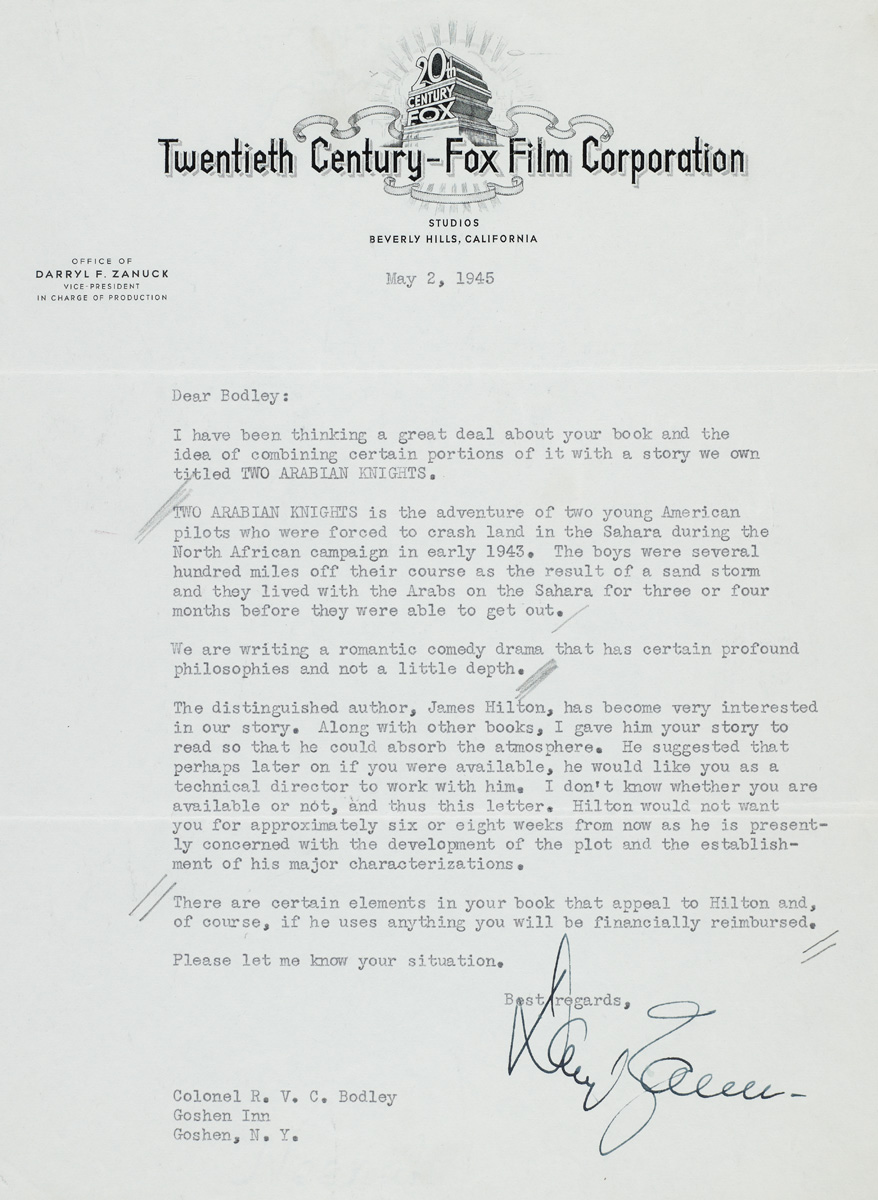 20th
CENTURY
FOX
Twentieth Century-Fox Film Corporation
STUDIOS
BEVERLY HILLS, CALIFORNIA
OFFICE OF
DARRYL F. ZANUCK
VICE-PRESIDENT
IN CHARGE OF PRODUCTION
May 2, 1945
Dear Bodley:
I have been thinking a great deal about your book and the
idea of combining certain portions of it with a story we own
titled TWO ARABIAN KNIGHTS.
TWO ARABIAN KNIGHTS is the adventure of two young American
pilots who were forced to crash land in the Sahara during the
North African campaign in early 1943. The boys were several
hundred miles off their course as the result of a sand storm
and they lived with the Arabs on the Sahara for three or four
months before they were able to get out.
We are writing a romantic comedy drama that has certain profound
philosophies and not a little depth.
The distinguished author, James Hilton, has become very interested
in our story. Along with other books, I gave him your story to
read so that he could absorb the atmosphere. He suggested that
perhaps later on if you were available, he would like you as a
technical director to work with him. I don't know whether you are
available or not, and thus this letter. Hilton would not want
you for approximately six or eight weeks from now as he is present-
ly concerned with the development of the plot and the establish-
ment of his major characterizations.
There are certain elements in your book that appeal to Hilton and,
of course, if he uses anything you will be financially reimbursed.
Please let me know your situation.
Best regards,
Darryl Zanuck
Colonel R. V. C. Bodley
Goshen Inn
Goshen, N. Y.